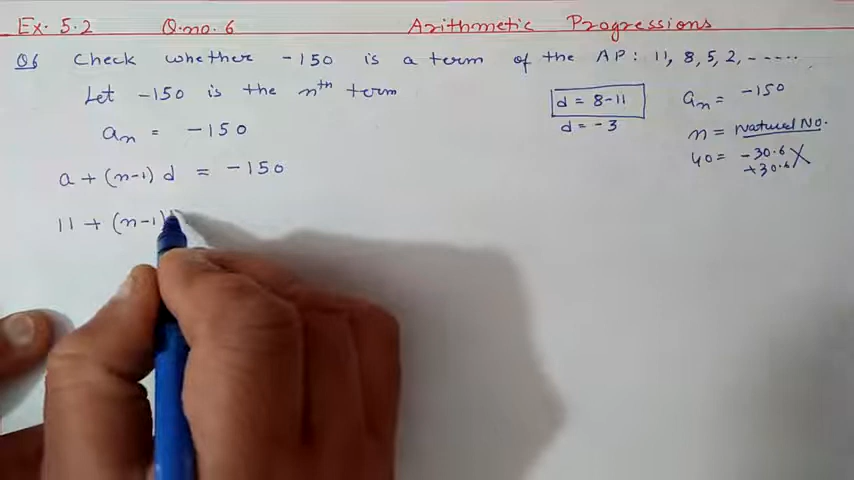 Ex. 5.2 Q.no. 6 Arithmetic Progressions
Q6 Check whether -150 is a term of the AP: 11, 8, 5, 2, -----
Let -150 is the nth term
an = -150
a + (n-1) d = -150
11 + (n-1)
d = 8-11
d = -3
an = -150
n = Natural No.
40 = -30.6 X
+30.6